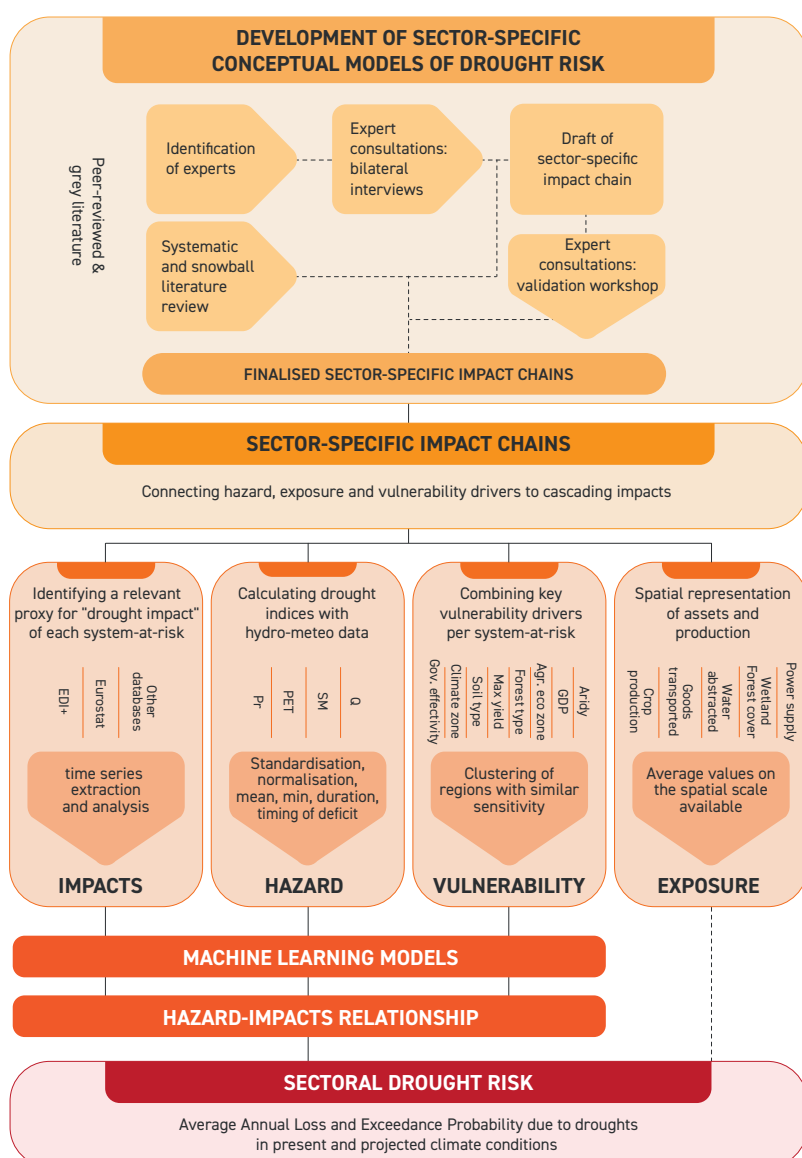 DEVELOPMENT OF SECTOR-SPECIFIC
CONCEPTUAL MODELS OF DROUGHT RISK
Peer-reviewed &
grey literature
Identification
of experts
Expert
consultations:
bilateral
interviews
Draft of
sector-specific
impact chain
Systematic
and snowball
literature
review
Expert
consultations:
validation workshop
FINALISED SECTOR-SPECIFIC IMPACT CHAINS
SECTOR-SPECIFIC IMPACT CHAINS
Connecting hazard, exposure and vulnerability drivers to cascading impacts
Identifying a relevant
proxy for "drought impact"
of each system-at-risk
EDI+
Eurostat
Other
databases
time series
extraction
and analysis
IMPACTS
Calculating drought
indices with
hydro-meteo data
Pr
PET
SM
Q
Standardisation,
normalisation,
mean, min, duration,
timing of deficit
HAZARD
Combining key
vulnerability drivers
per system-at-risk
Gov. effectivity
Climate zone
Soil type
Max yield
Forest type
Agr. eco zone
GDP
Aridy
Clustering of
regions with similar
sensitivity
VULNERABILITY
Spatial representation
of assets and
production
Crop
production
Goods
transported
Water
abstracted
Wetland
Forest cover
Power supply
Average values on
the spatial scale
available
EXPOSURE
MACHINE LEARNING MODELS
HAZARD-IMPACTS RELATIONSHIP
SECTORAL DROUGHT RISK
Average Annual Loss and Exceedance Probability due to droughts
in present and projected climate conditions